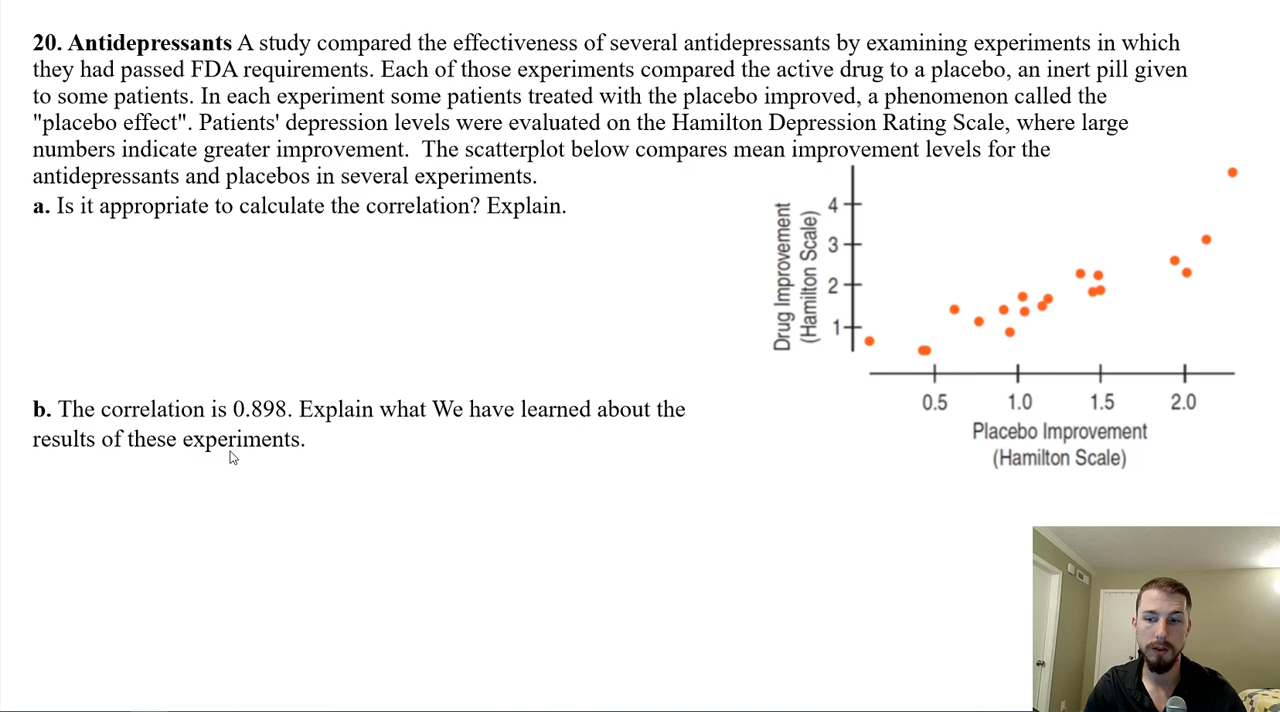 20. Antidepressants A study compared the effectiveness of several antidepressants by examining experiments in which
they had passed FDA requirements. Each of those experiments compared the active drug to a placebo, an inert pill given
to some patients. In each experiment some patients treated with the placebo improved, a phenomenon called the
"placebo effect". Patients' depression levels were evaluated on the Hamilton Depression Rating Scale, where large
numbers indicate greater improvement.  The scatterplot below compares mean improvement levels for the
antidepressants and placebos in several experiments.
a. Is it appropriate to calculate the correlation? Explain.
Drug Improvement
(Hamilton Scale)
4
3
2
1
0.5 1.0 1.5 2.0
Placebo Improvement
(Hamilton Scale)
b. The correlation is 0.898. Explain what We have learned about the
results of these experiments.